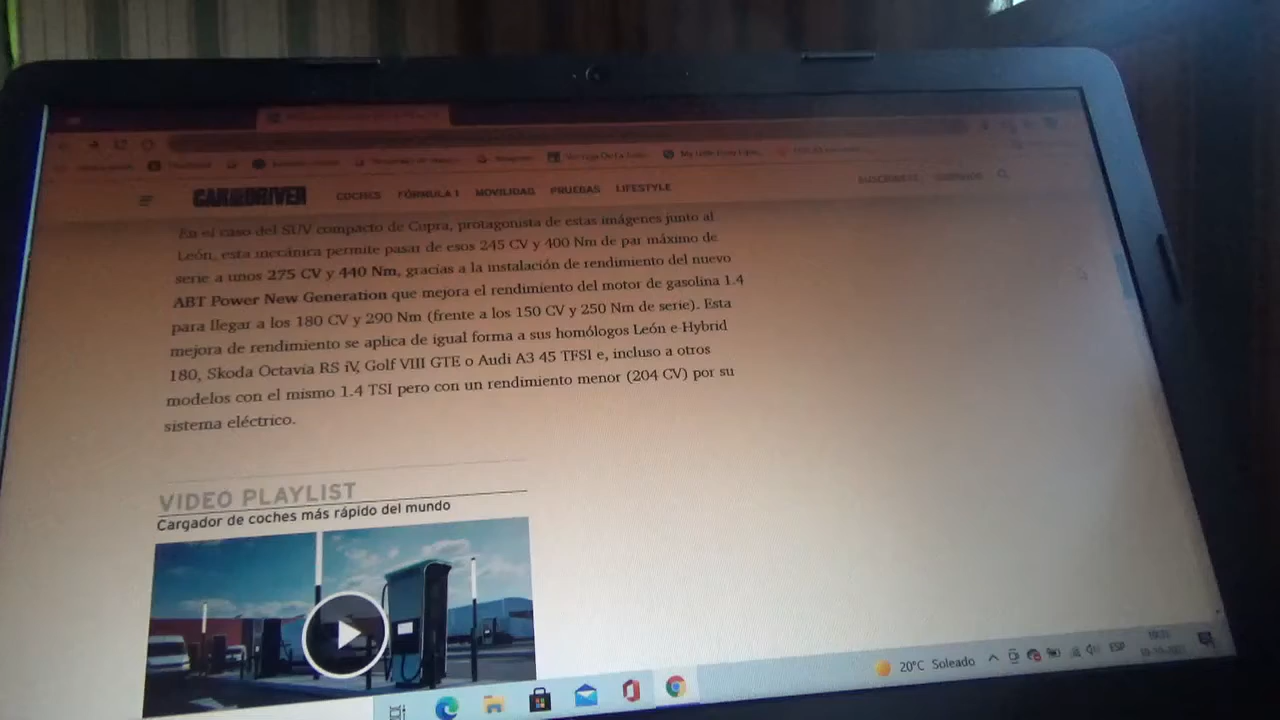 CAR AND DRIVER COCHES FÓRMULA 1 MOVILIDAD PRUEBAS LIFESTYLE SUSCRÍBETE
En el caso del SUV compacto de Cupra, protagonista de estas imágenes junto al
León, esta mecánica permite pasar de esos 245 CV y 400 Nm de par máximo de
serie a unos 275 CV y 440 Nm, gracias a la instalación de rendimiento del nuevo
ABT Power New Generation que mejora el rendimiento del motor de gasolina 1.4
para llegar a los 180 CV y 290 Nm (frente a los 150 CV y 250 Nm de serie). Esta
mejora de rendimiento se aplica de igual forma a sus homólogos León e-Hybrid
180, Skoda Octavia RS iV, Golf VIII GTE o Audi A3 45 TFSI e, incluso a otros
modelos con el mismo 1.4 TSI pero con un rendimiento menor (204 CV) por su
sistema eléctrico.
VIDEO PLAYLIST
Cargador de coches más rápido del mundo
20°C Soleado ESP